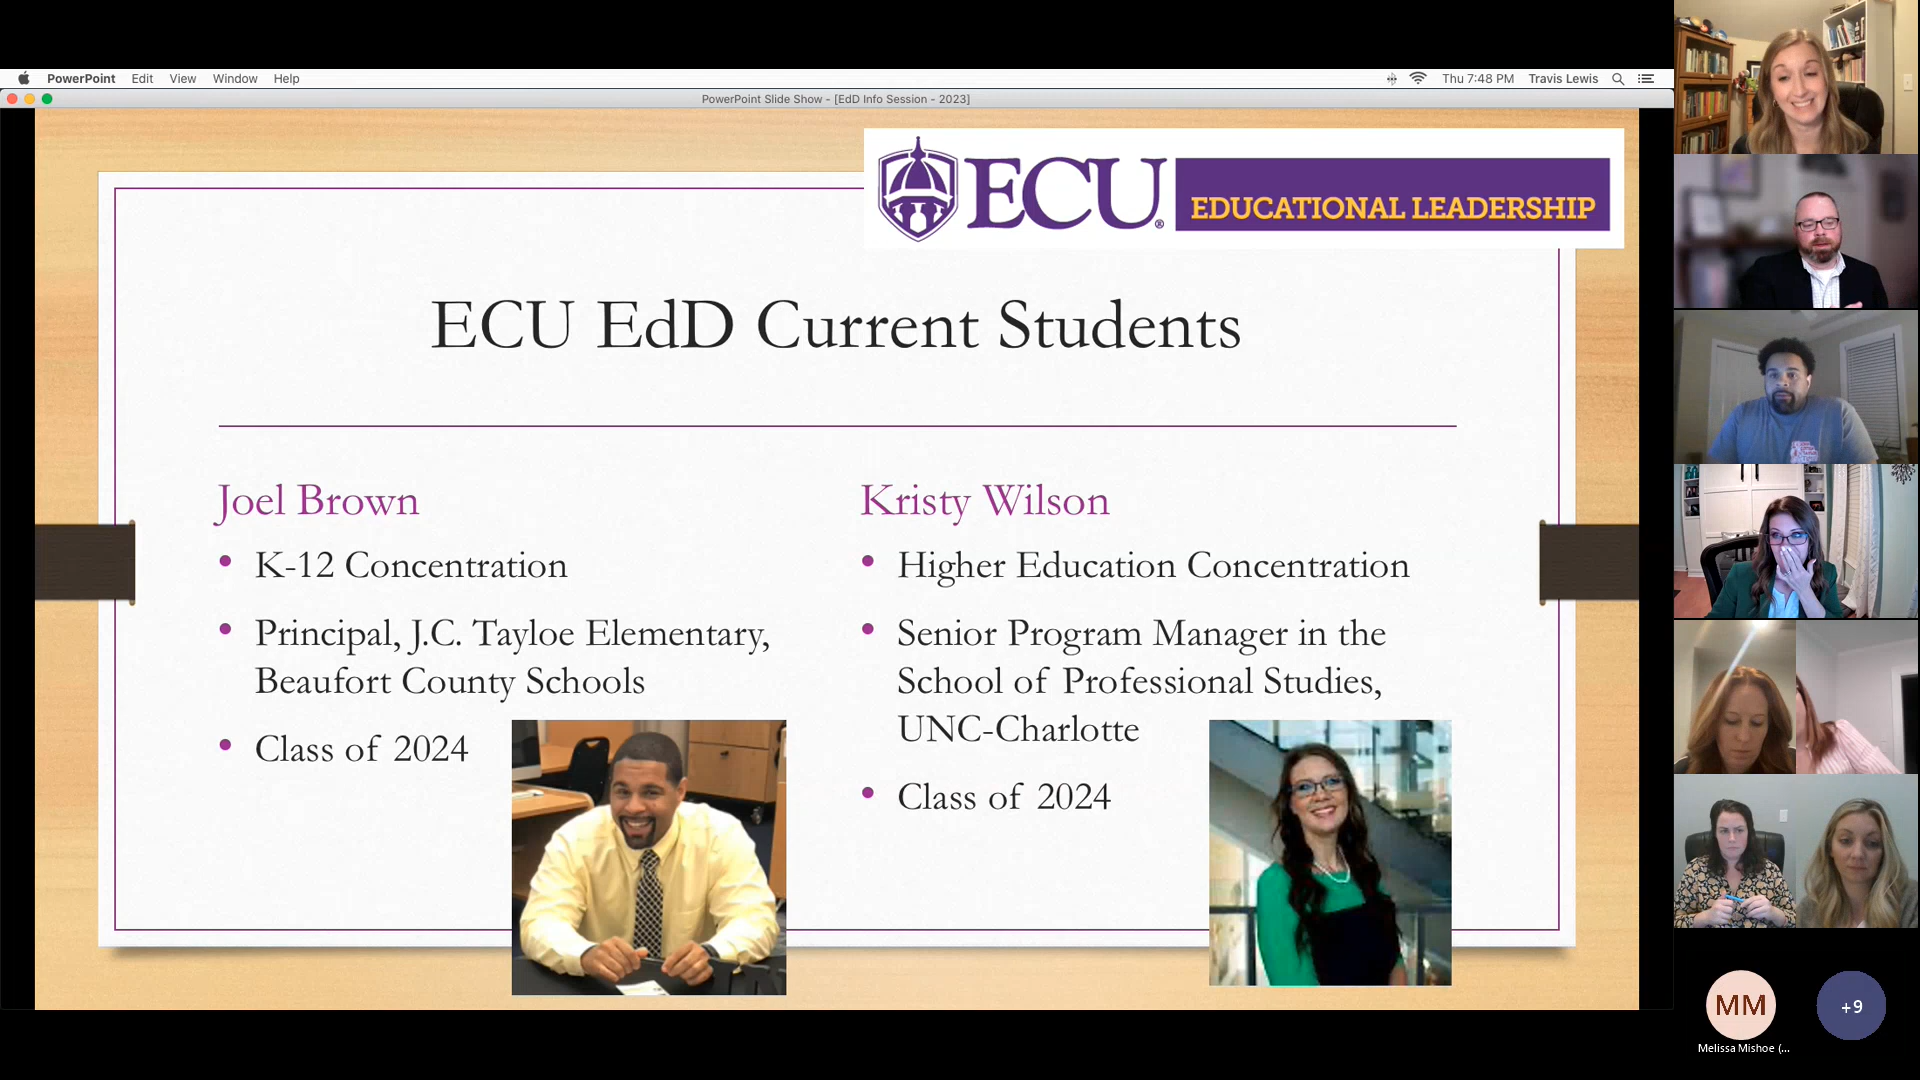 PowerPoint Edit View Window Help Thu 7:48 PM Travis Lewis
PowerPoint Slide Show - [EdD Info Session - 2023]
ECU® EDUCATIONAL LEADERSHIP
ECU EdD Current Students
Joel Brown
• K-12 Concentration
• Principal, J.C. Tayloe Elementary,
Beaufort County Schools
• Class of 2024
Kristy Wilson
• Higher Education Concentration
• Senior Program Manager in the
School of Professional Studies,
UNC-Charlotte
• Class of 2024
MM
+9
Melissa Mishoe (...